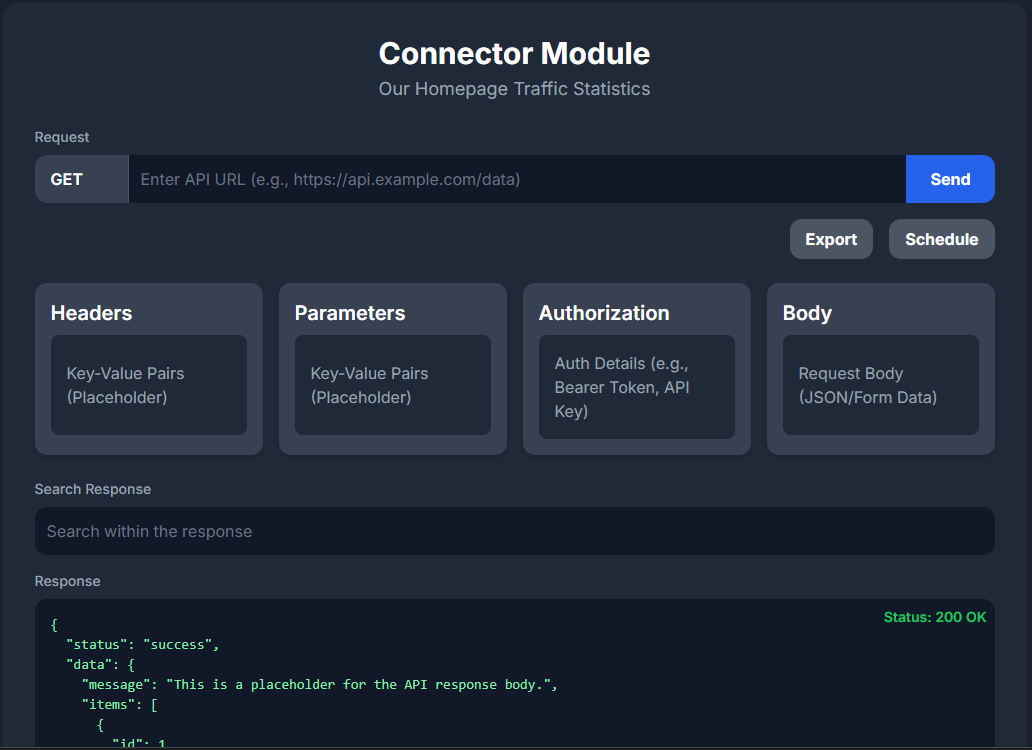 Connector Module
Our Homepage Traffic Statistics
Request
GET
Enter API URL (e.g., https://api.example.com/data)
Send
Export
Schedule
Headers
Key-Value Pairs
(Placeholder)
Parameters
Key-Value Pairs
(Placeholder)
Authorization
Auth Details (e.g.,
Bearer Token, API
Key)
Body
Request Body
(JSON/Form Data)
Search Response
Search within the response
Response
Status: 200 OK
{
"status": "success",
"data": {
"message": "This is a placeholder for the API response body.",
"items": [
{
"id": 1